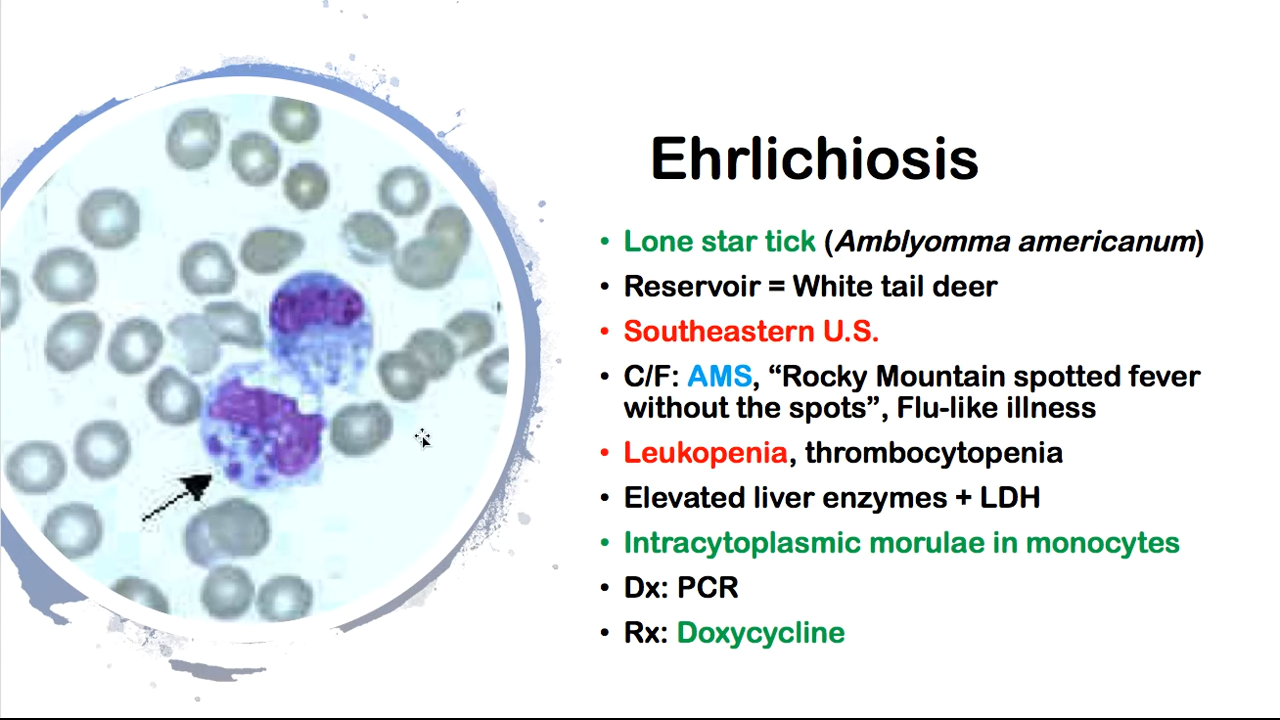 Ehrlichiosis
• Lone star tick (Amblyomma americanum)
• Reservoir = White tail deer
• Southeastern U.S.
• C/F: AMS, “Rocky Mountain spotted fever
without the spots”, Flu-like illness
• Leukopenia, thrombocytopenia
• Elevated liver enzymes + LDH
• Intracytoplasmic morulae in monocytes
• Dx: PCR
• Rx: Doxycycline